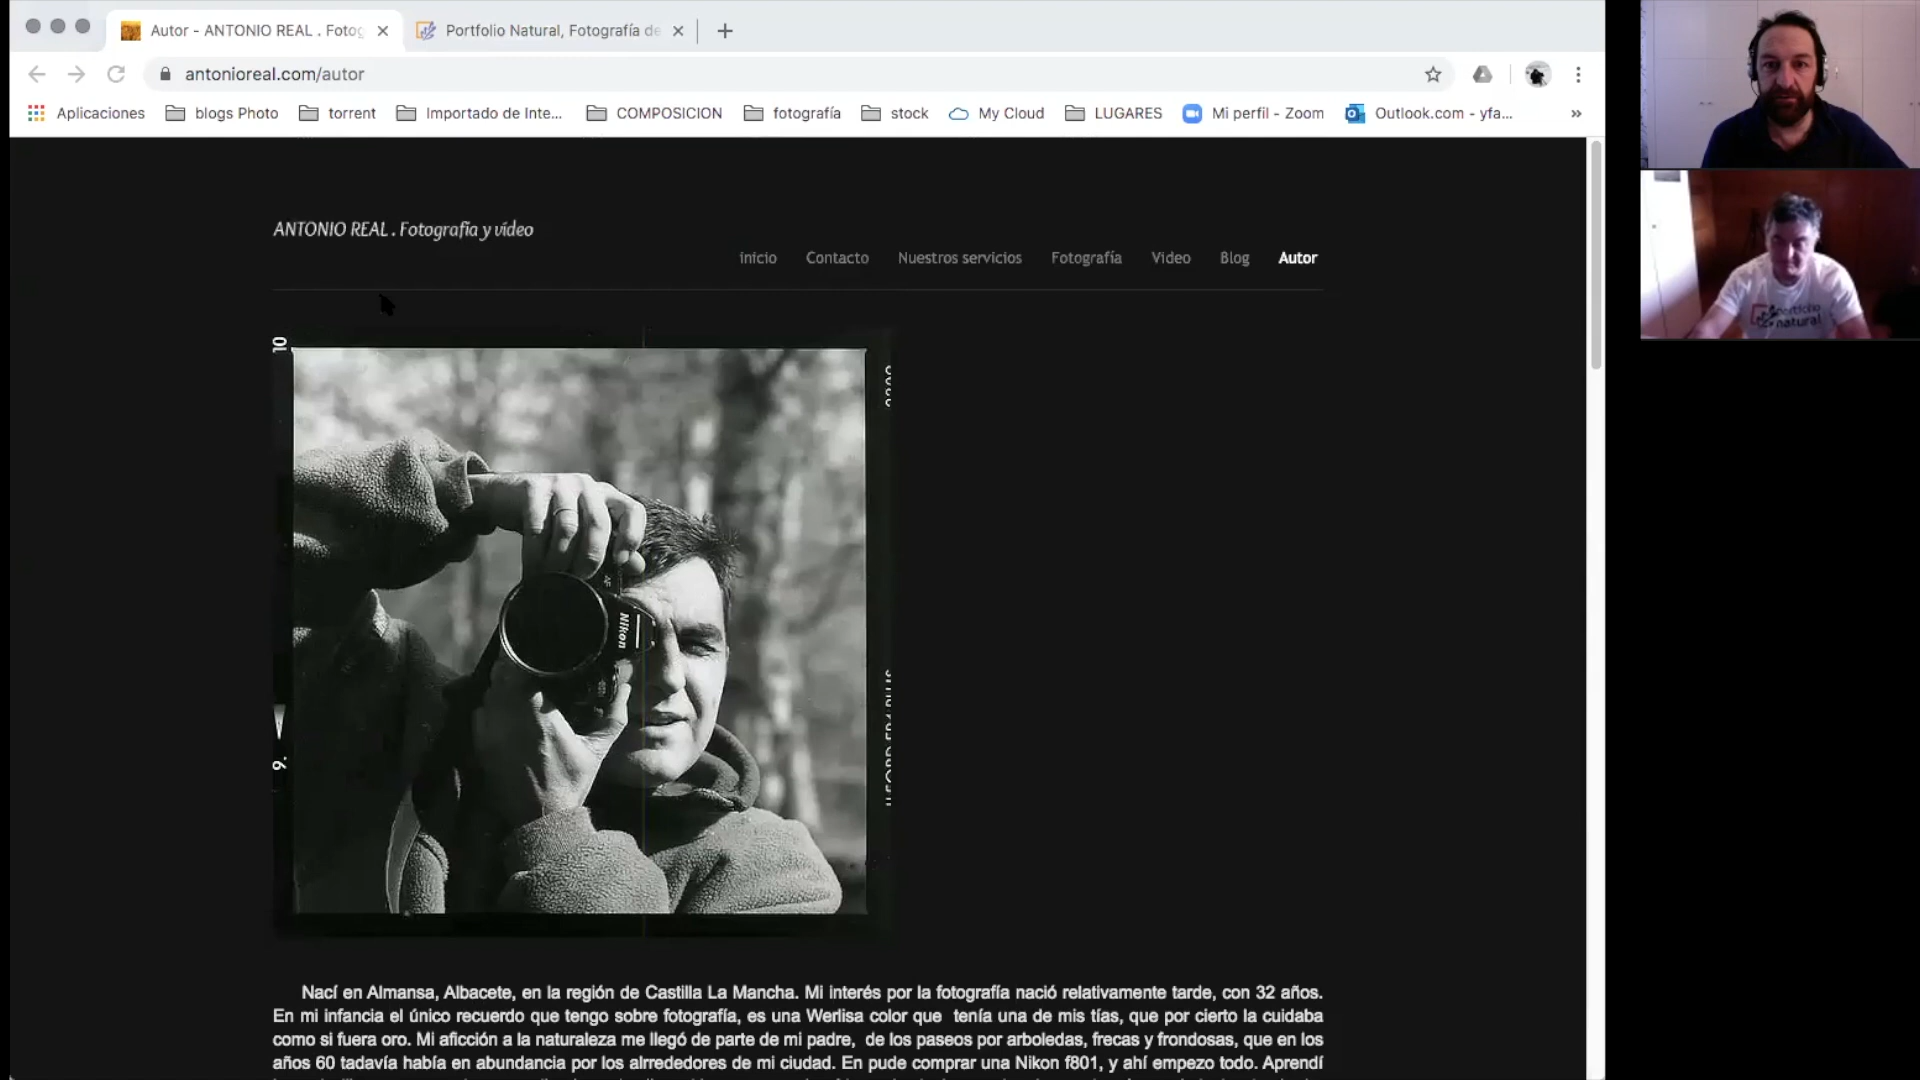 Autor - ANTONIO REAL . Fotog
Portfolio Natural, Fotografía de
antonioreal.com/autor
Aplicaciones
blogs Photo
torrent
Importado de Inte...
COMPOSICION
fotografía
stock
My Cloud
LUGARES
Mi perfil - Zoom
Outlook.com - yfa...
»
ANTONIO REAL . Fotografía y vídeo
inicio
Contacto
Nuestros servicios
Fotografía
Video
Blog
Autor
10
Nikon
AF
9.
portfolio
natural
Nací en Almansa, Albacete, en la región de Castilla La Mancha. Mi interés por la fotografía nació relativamente tarde, con 32 años.
En mi infancia el único recuerdo que tengo sobre fotografía, es una Werlisa color que tenía una de mis tías, que por cierto la cuidaba
como si fuera oro. Mi afición a la naturaleza me llegó de parte de mi padre, de los paseos por arboledas, frecas y frondosas, que en los
años 60 tadavía había en abundancia por los alrrededores de mi ciudad. En pude comprar una Nikon f801, y ahí empezo todo. Aprendí